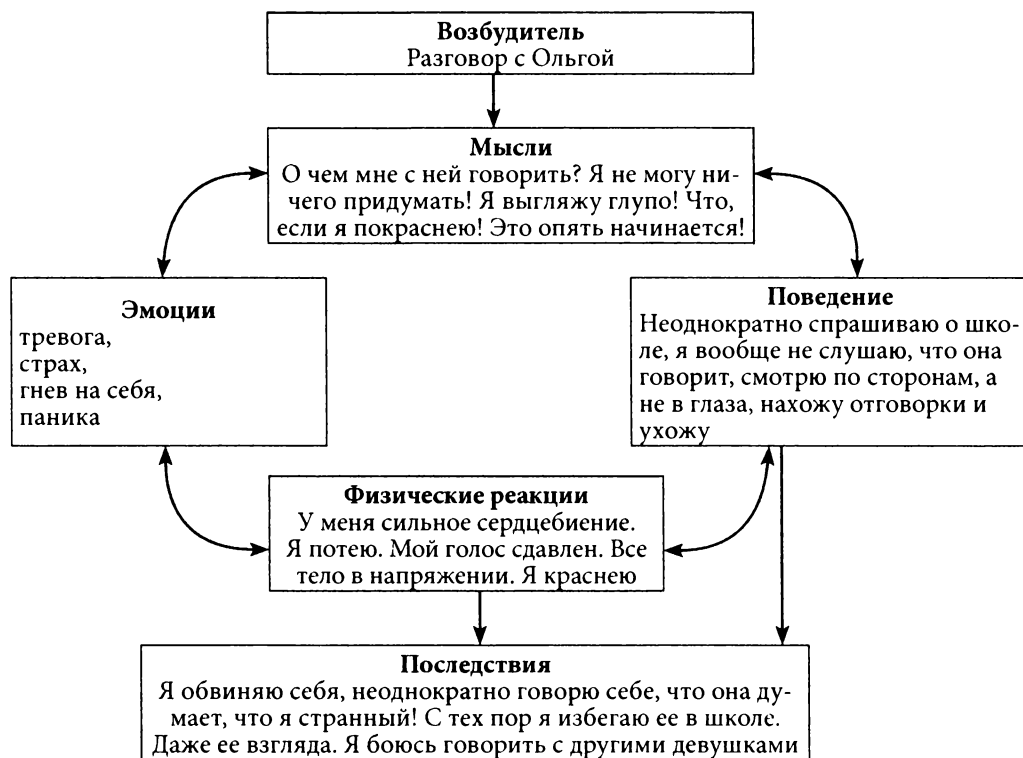 Возбудитель
Разговор с Ольгой
Мысли
О чем мне с ней говорить? Я не могу ни-
чего придумать! Я выгляжу глупо! Что,
если я покраснею! Это опять начинается!
Эмоции
тревога,
страх,
гнев на себя,
паника
Поведение
Неоднократно спрашиваю о шко-
ле, я вообще не слушаю, что она
говорит, смотрю по сторонам, а
не в глаза, нахожу отговорки и
ухожу
Физические реакции
У меня сильное сердцебиение.
Я потею. Мой голос сдавлен. Все
тело в напряжении. Я краснею
Последствия
Я обвиняю себя, неоднократно говорю себе, что она ду-
мает, что я странный! С тех пор я избегаю ее в школе.
Даже ее взгляда. Я боюсь говорить с другими девушками